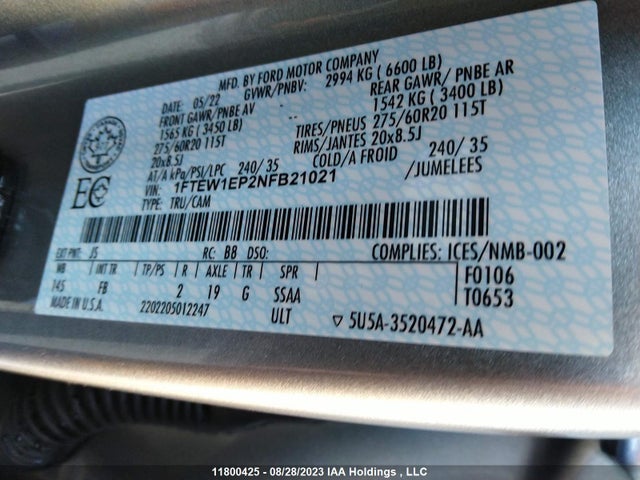 MFD. BY FORD MOTOR COMPANY
DATE: 05/22 GVWR/PNBV: 2994 KG ( 6600 LB)
FRONT GAWR/PNBE AV REAR GAWR/ PNBE AR
1565 KG ( 3450 LB) 1542 KG ( 3400 LB)
275/60R20 115T TIRES/PNEUS 275/60R20 115T
20x8.5J RIMS/JANTES 20x8.5J
AT/A kPa/PSI/LPC 240/ 35 COLD/A FROID 240/ 35
VIN: 1FTEW1EP2NFB21021 /JUMELEES
TYPE: TRU/CAM
EC
EXT PNT: J5 RC: B8 DSO: COMPLIES: ICES/NMB-002
WB INT TR TP/PS R AXLE TR SPR F0106
145 FB 2 19 G SSAA T0653
MADE IN U.S.A. 2202205012247 ULT 5U5A-3520472-AA
11800425 - 08/28/2023 IAA Holdings , LLC